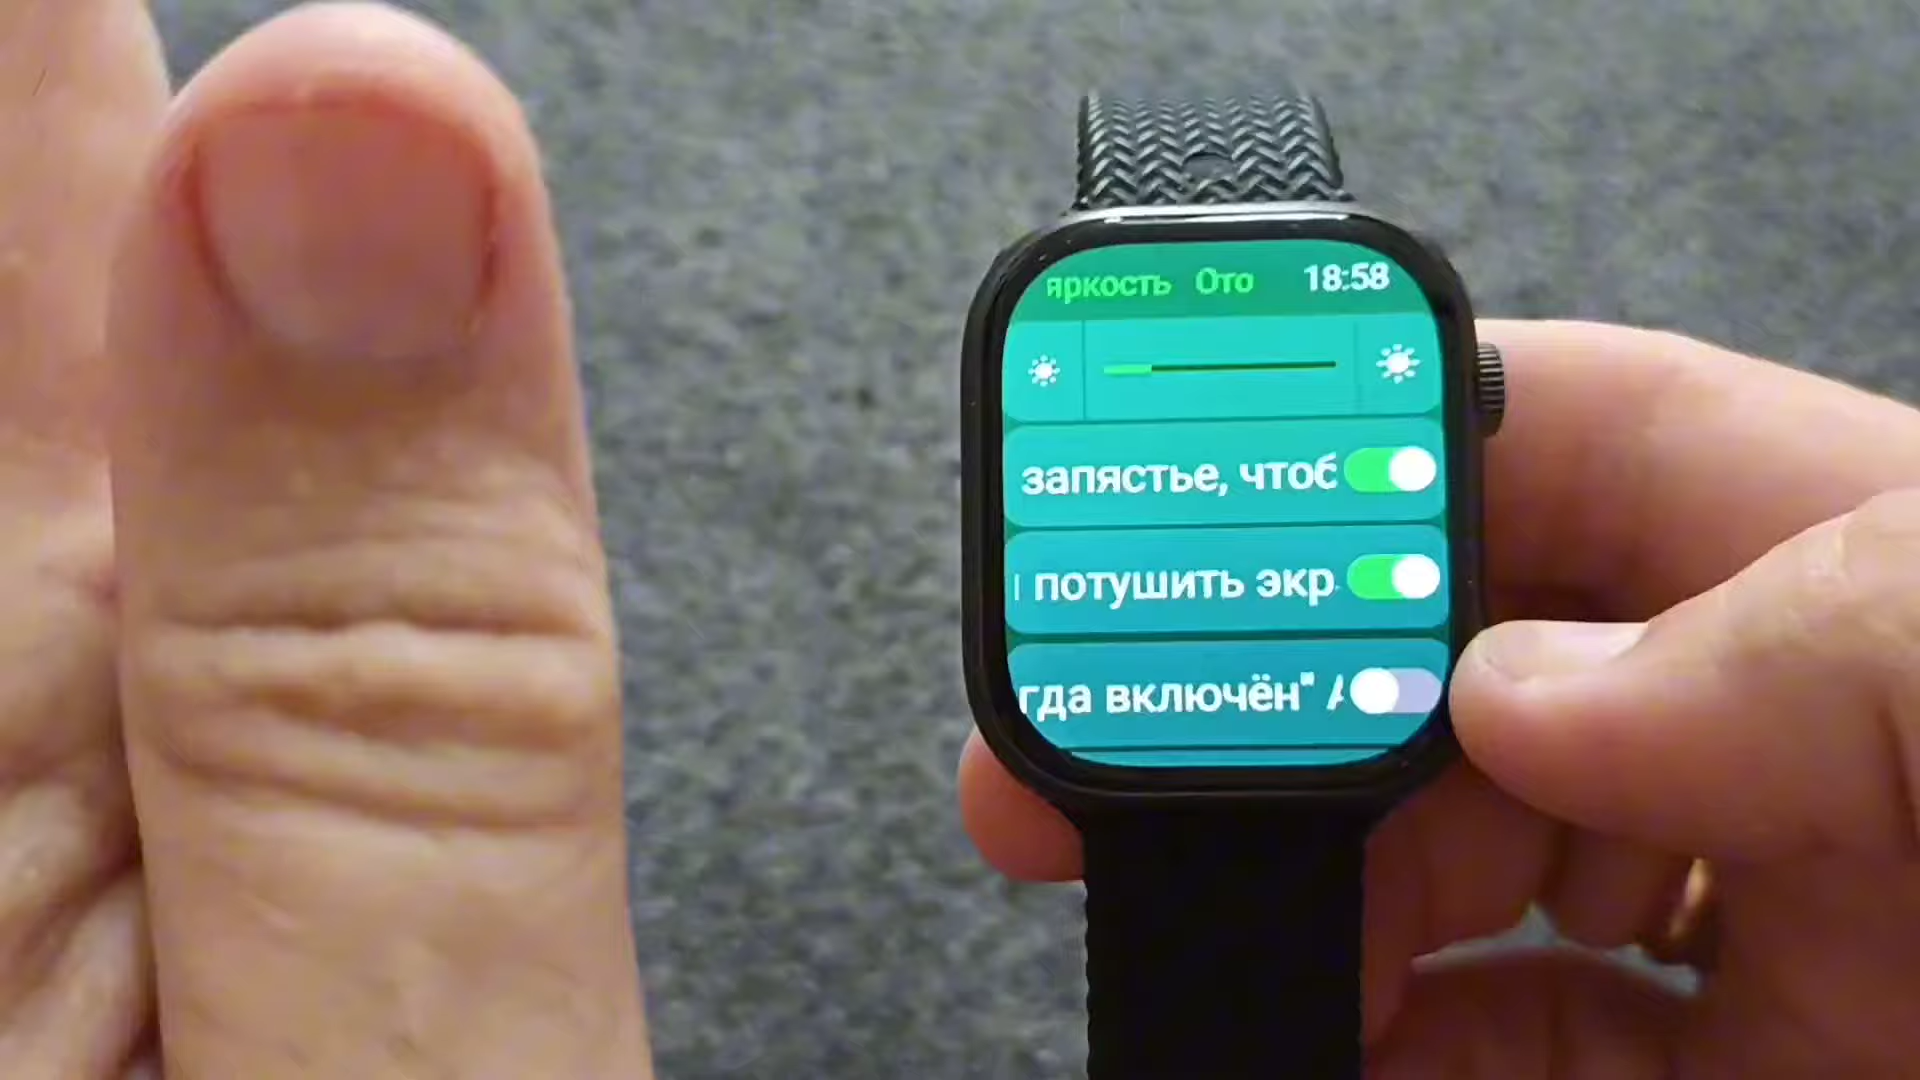 яркость Ото 18:58
запястье, чтоб
потушить экр
гда включён"